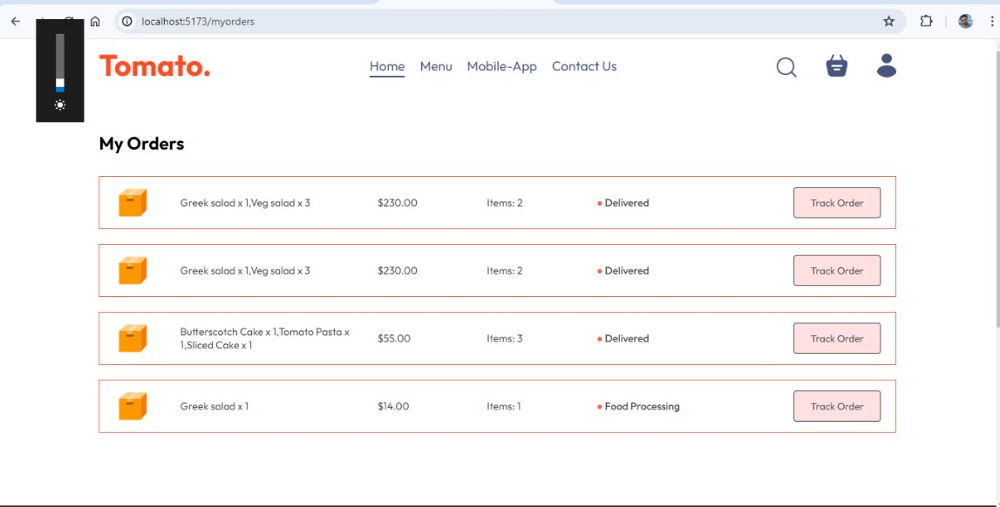 localhost:5173/myorders
Tomato.
Home Menu Mobile-App Contact Us
My Orders
Greek salad x 1,Veg salad x 3 $230.00 Items: 2 Delivered Track Order
Greek salad x 1,Veg salad x 3 $230.00 Items: 2 Delivered Track Order
Butterscotch Cake x 1,Tomato Pasta x
1,Sliced Cake x 1 $55.00 Items: 3 Delivered Track Order
Greek salad x 1 $14.00 Items: 1 Food Processing Track Order